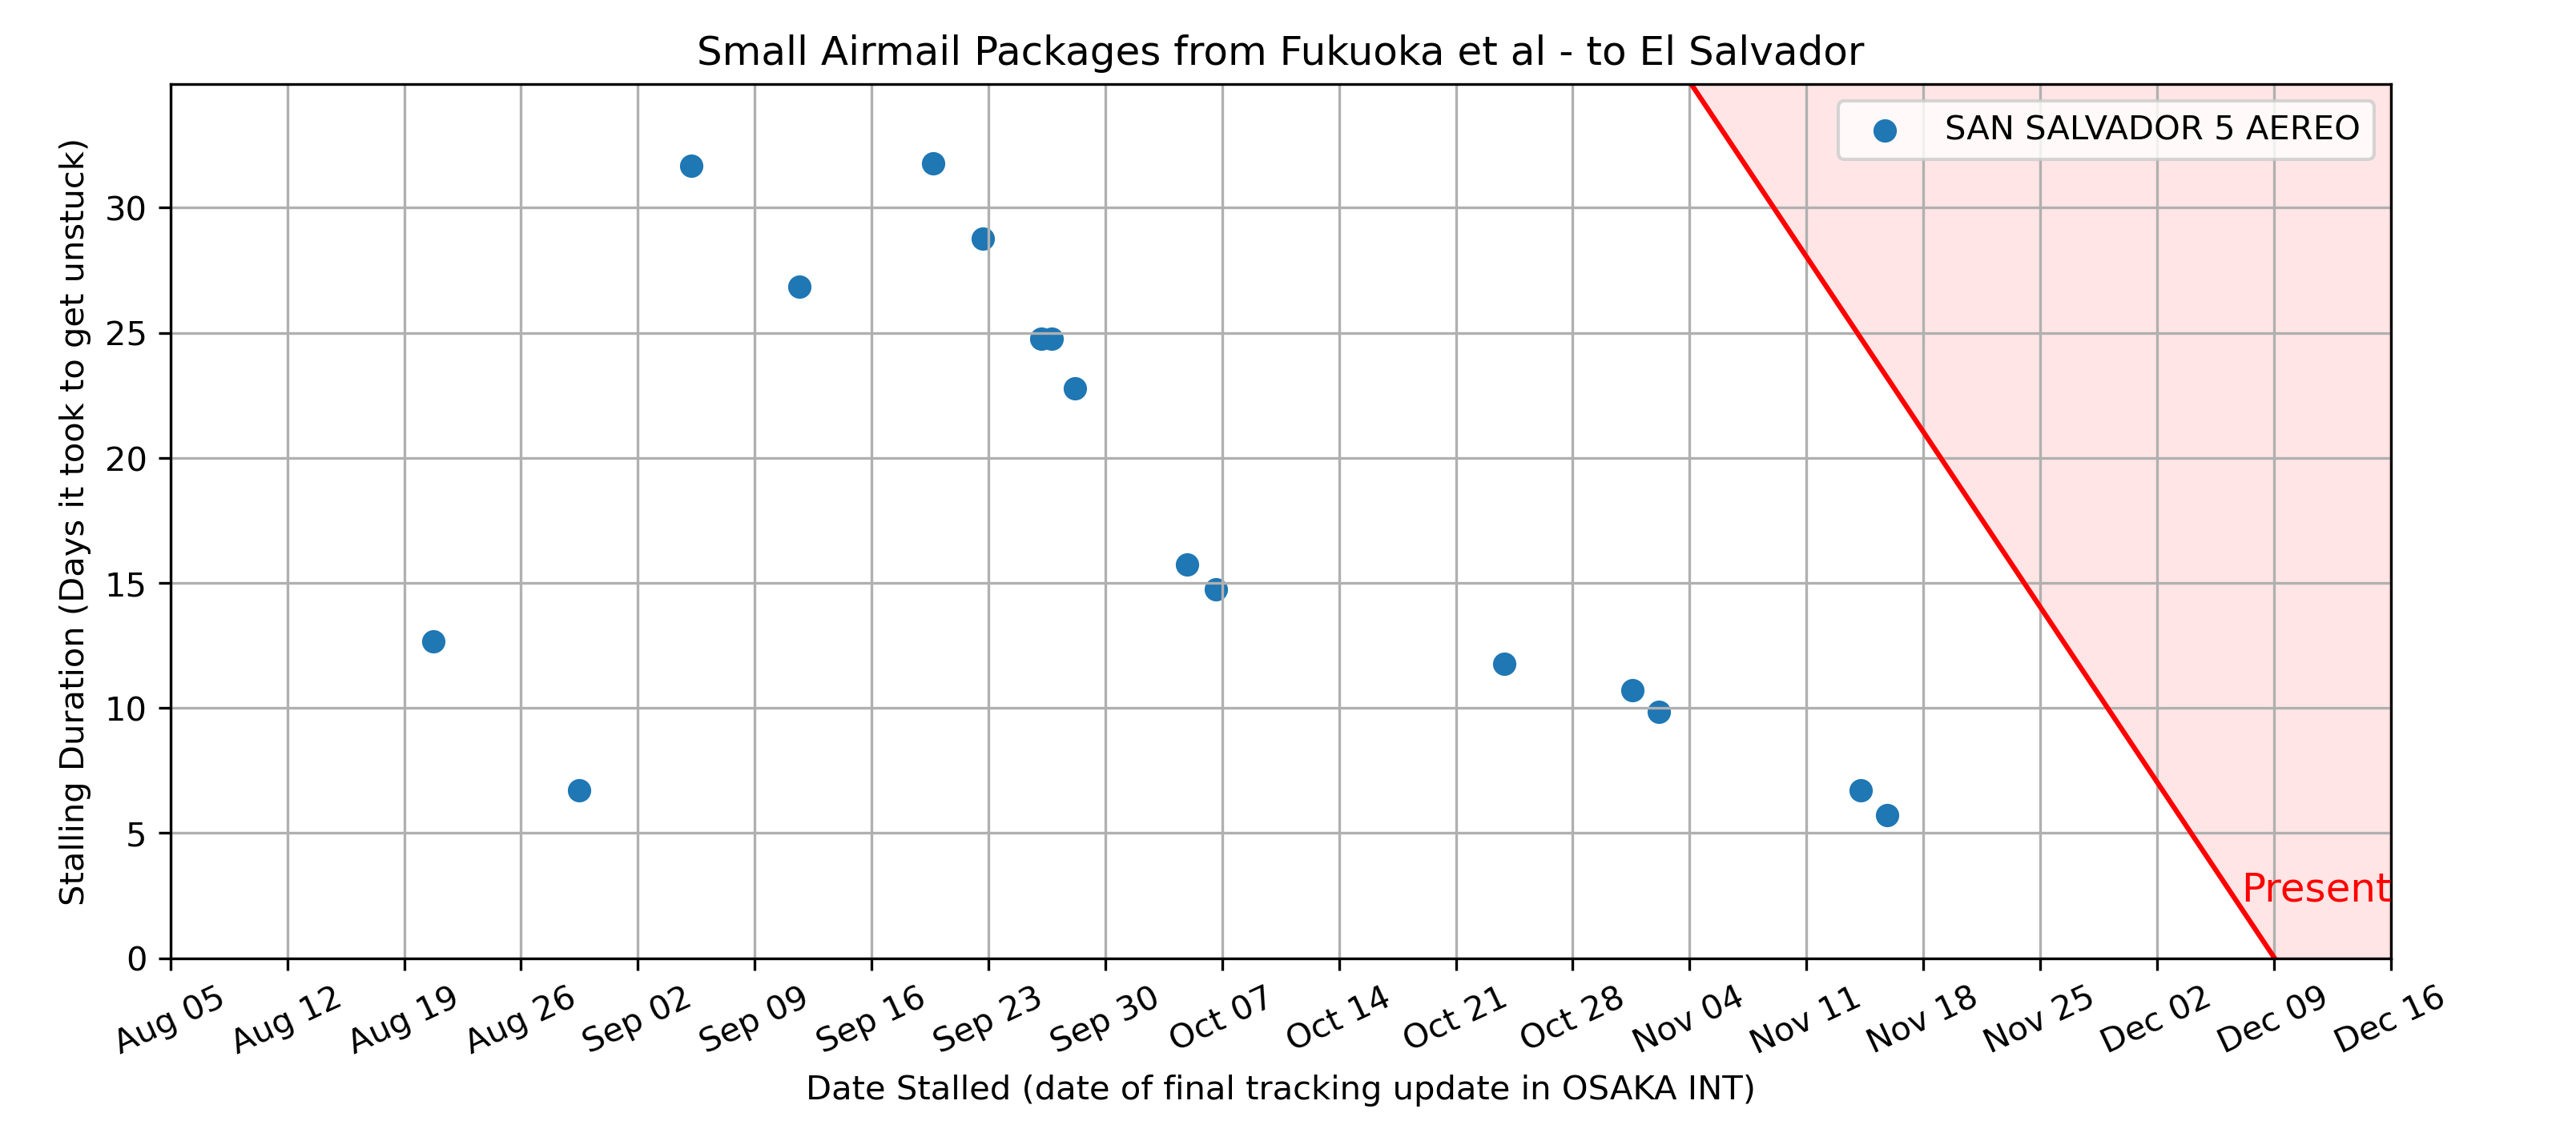 Small Airmail Packages from Fukuoka et al - to El Salvador
SAN SALVADOR 5 AEREO
Stalling Duration (Days it took to get unstuck)
30
25
20
15
10
5
0
Present
Aug 05
Aug 12
Aug 19
Aug 26
Sep 02
Sep 09
Sep 16
Sep 23
Sep 30
Oct 07
Oct 14
Oct 21
Oct 28
Nov 04
Nov 11
Nov 18
Nov 25
Dec 02
Dec 09
Dec 16
Date Stalled (date of final tracking update in OSAKA INT)